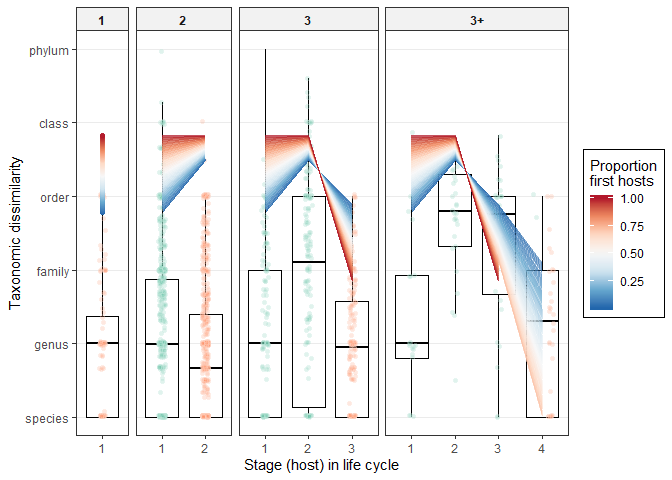 1 2 3 3+
phylum
class
order
family
genus
species
Taxonomic dissimilarity
1 1 2 1 2 3 1 2 3 4
Stage (host) in life cycle
Proportion
first hosts
1.00
0.75
0.50
0.25